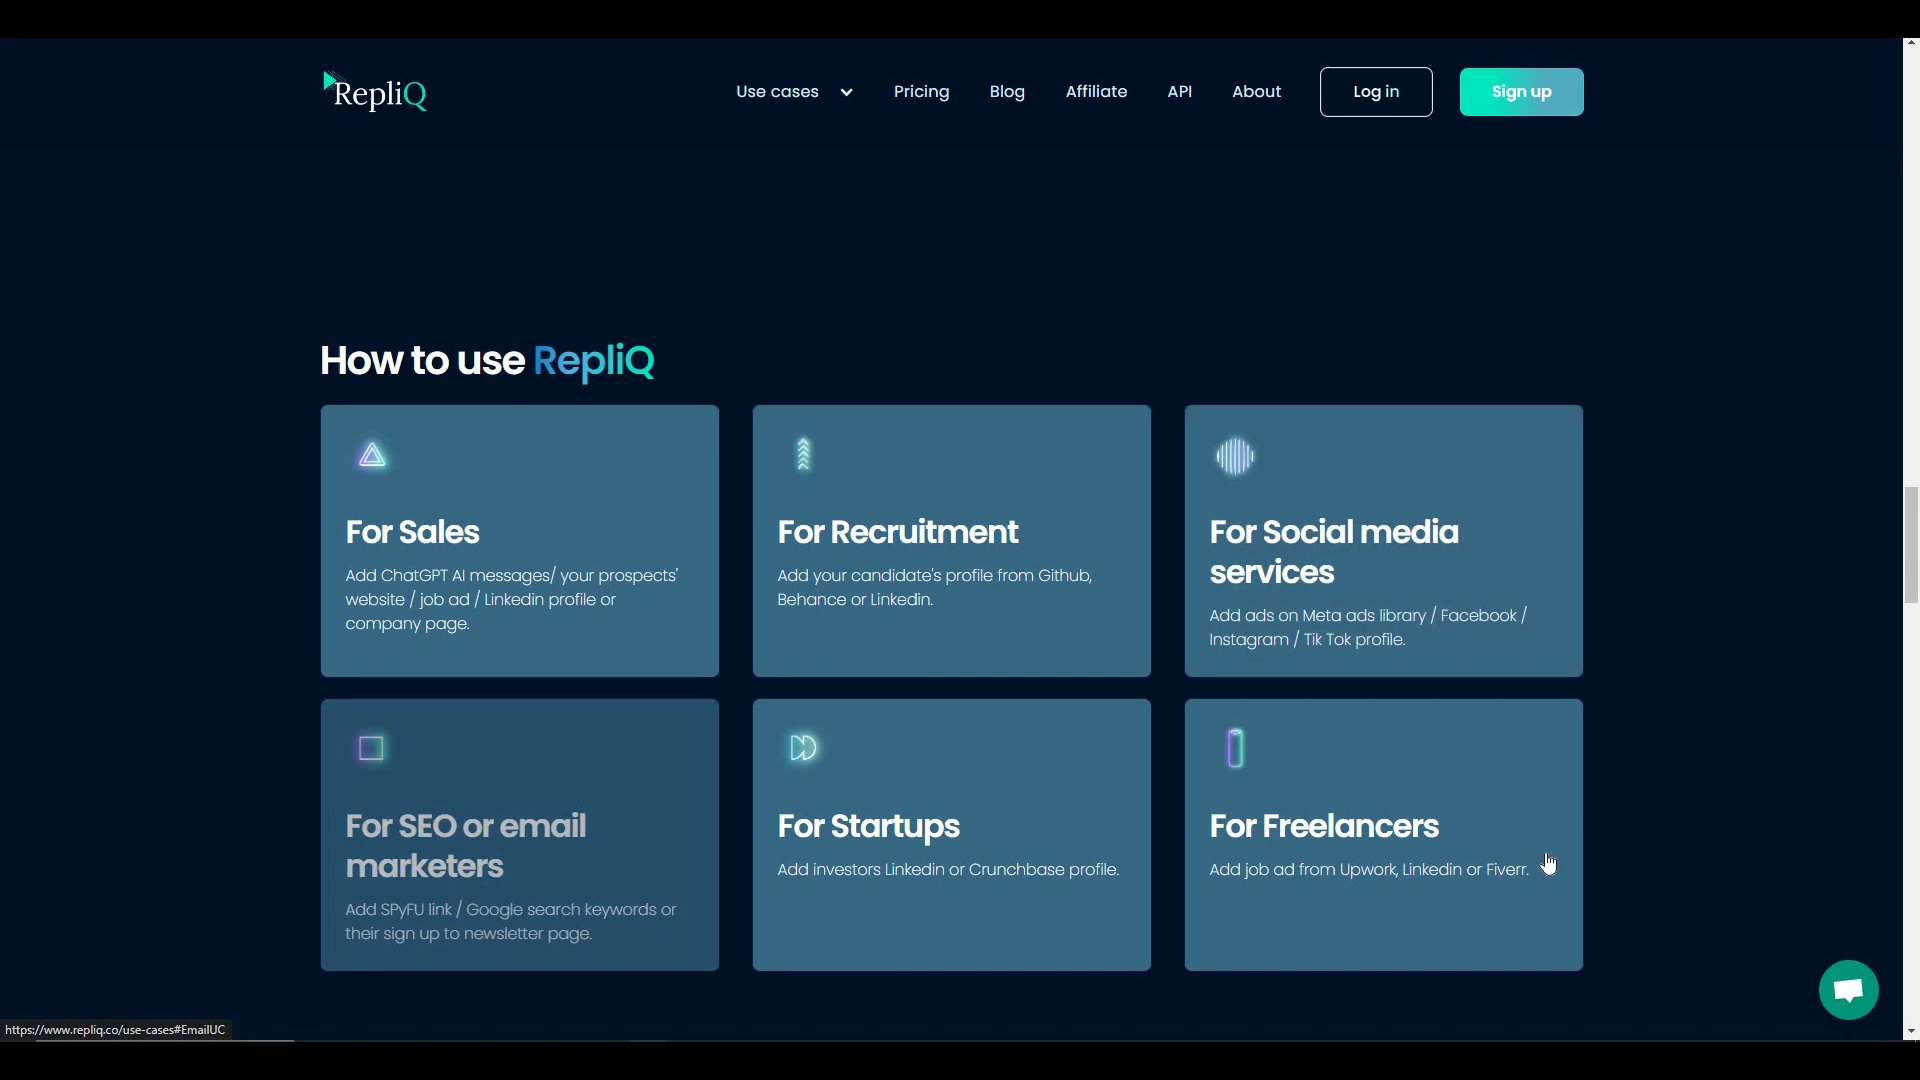 RepliQ
Use cases Pricing Blog Affiliate API About Log in Sign up
How to use RepliQ
For Sales
Add ChatGPT AI messages/ your prospects'
website / job ad / Linkedin profile or
company page.
For Recruitment
Add your candidate's profile from Github,
Behance or Linkedin.
For Social media
services
Add ads on Meta ads library / Facebook /
Instagram / Tik Tok profile.
For SEO or email
marketers
Add SPyFU link / Google search keywords or
their sign up to newsletter page.
For Startups
Add investors Linkedin or Crunchbase profile.
For Freelancers
Add job ad from Upwork, Linkedin or Fiverr.
https://www.repliq.co/use-cases#EmailUC